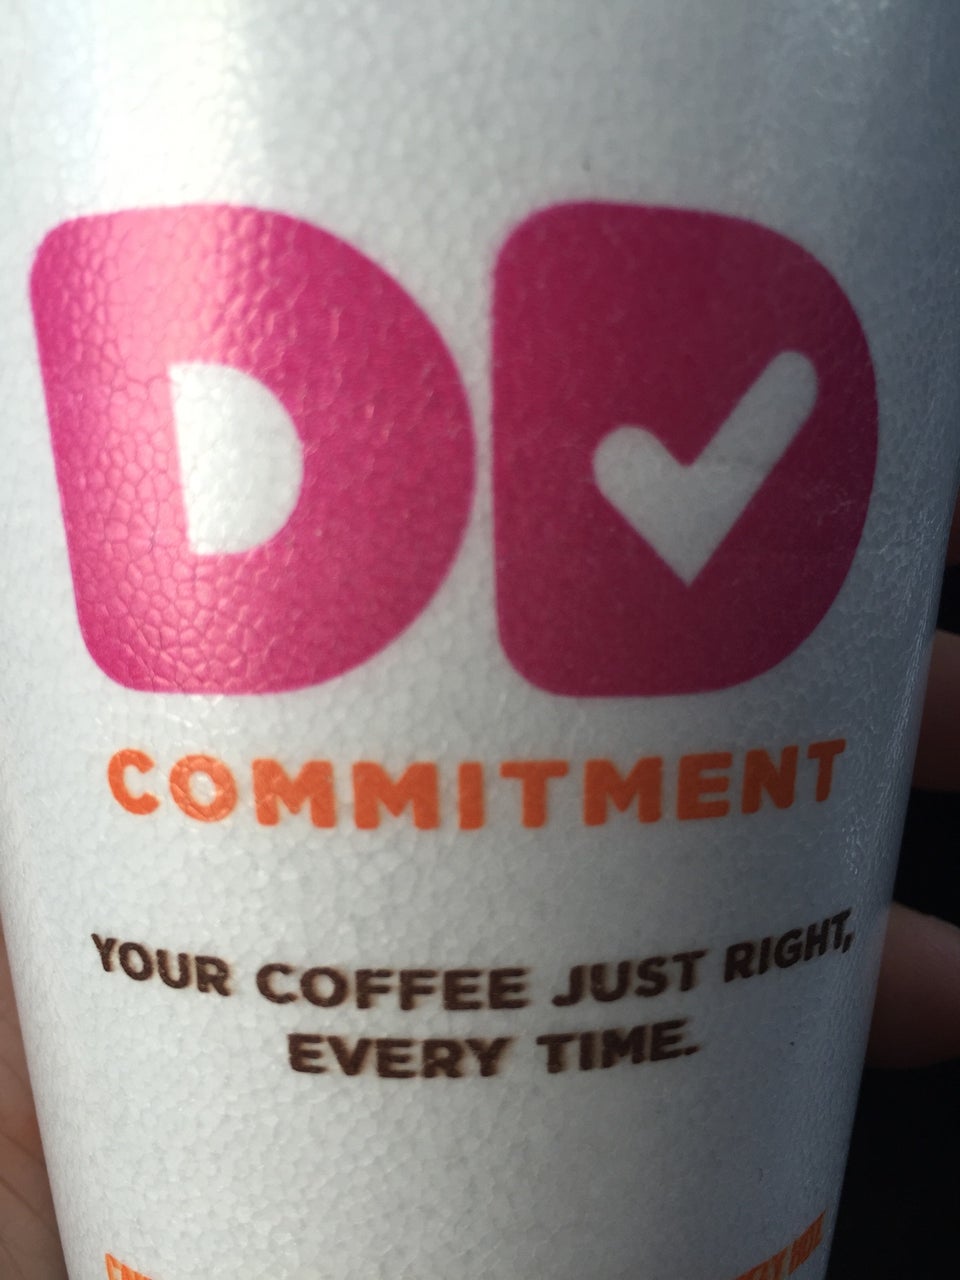 DD
COMMITMENT
YOUR COFFEE JUST RIGHT,
EVERY TIME.